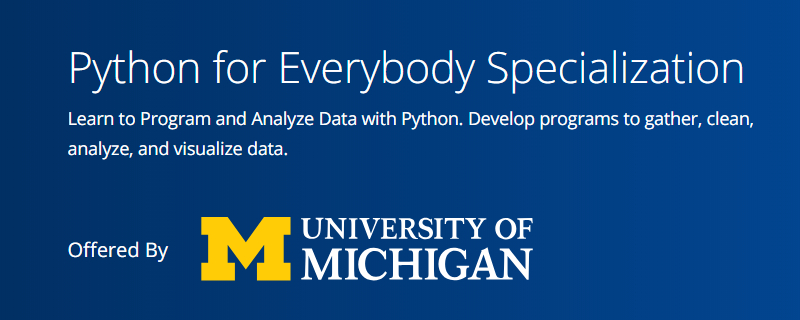 Python for Everybody Specialization
Learn to Program and Analyze Data with Python. Develop programs to gather, clean,
analyze, and visualize data.
Offered By
M
UNIVERSITY OF
MICHIGAN